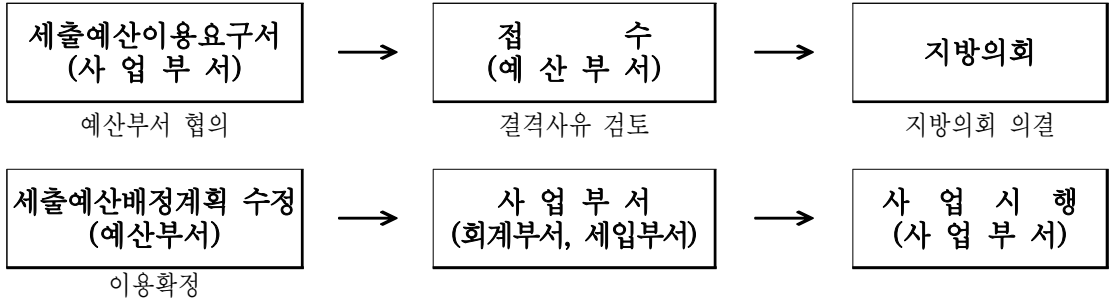 세출예산이용요구서
(사 업 부 서)
예산부서 협의
접 수
(예 산 부 서)
결격사유 검토
지방의회
지방의회 의결
세출예산배정계획 수정
(예산부서)
이용확정
사 업 부 서
(회계부서, 세입부서)
사 업 시 행
(사 업 부 서)